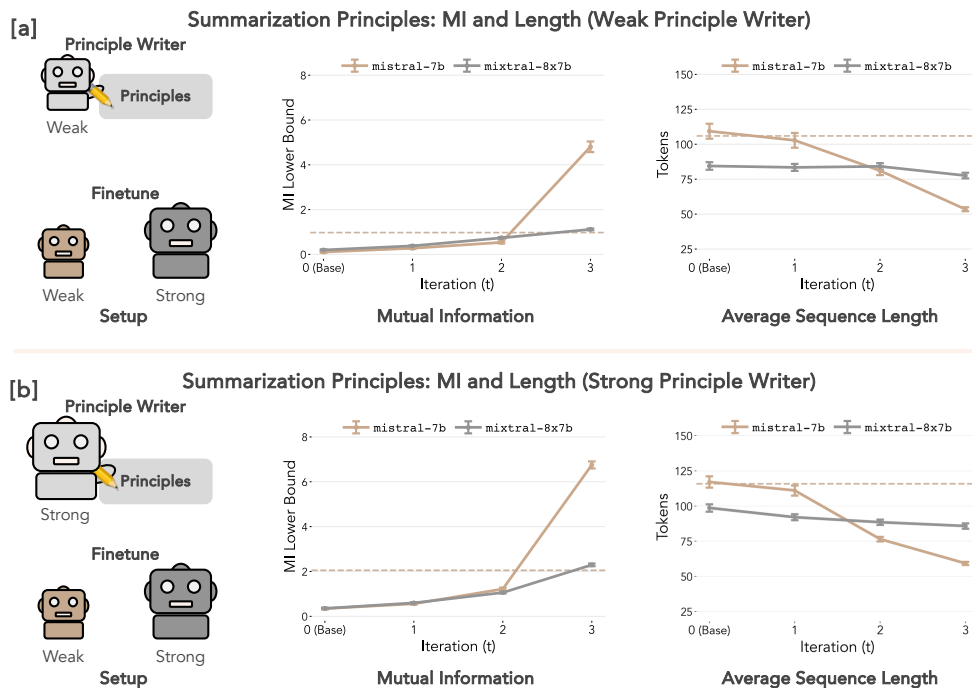 [a]
Summarization Principles: MI and Length (Weak Principle Writer)
Principle Writer
Principles
Weak
Finetune
Weak
Strong
Setup
mistral-7b
mixtral-8x7b
MI Lower Bound
8
6
4
2
0
0 (Base)
1
2
3
Iteration (t)
Mutual Information
mistral-7b
mixtral-8x7b
Tokens
150
125
100
75
50
25
0 (Base)
1
2
3
Iteration (t)
Average Sequence Length
[b]
Summarization Principles: MI and Length (Strong Principle Writer)
Principle Writer
Principles
Strong
Finetune
Weak
Strong
Setup
mistral-7b
mixtral-8x7b
MI Lower Bound
8
6
4
2
0
0 (Base)
1
2
3
Iteration (t)
Mutual Information
mistral-7b
mixtral-8x7b
Tokens
150
125
100
75
50
25
0 (Base)
1
2
3
Iteration (t)
Average Sequence Length